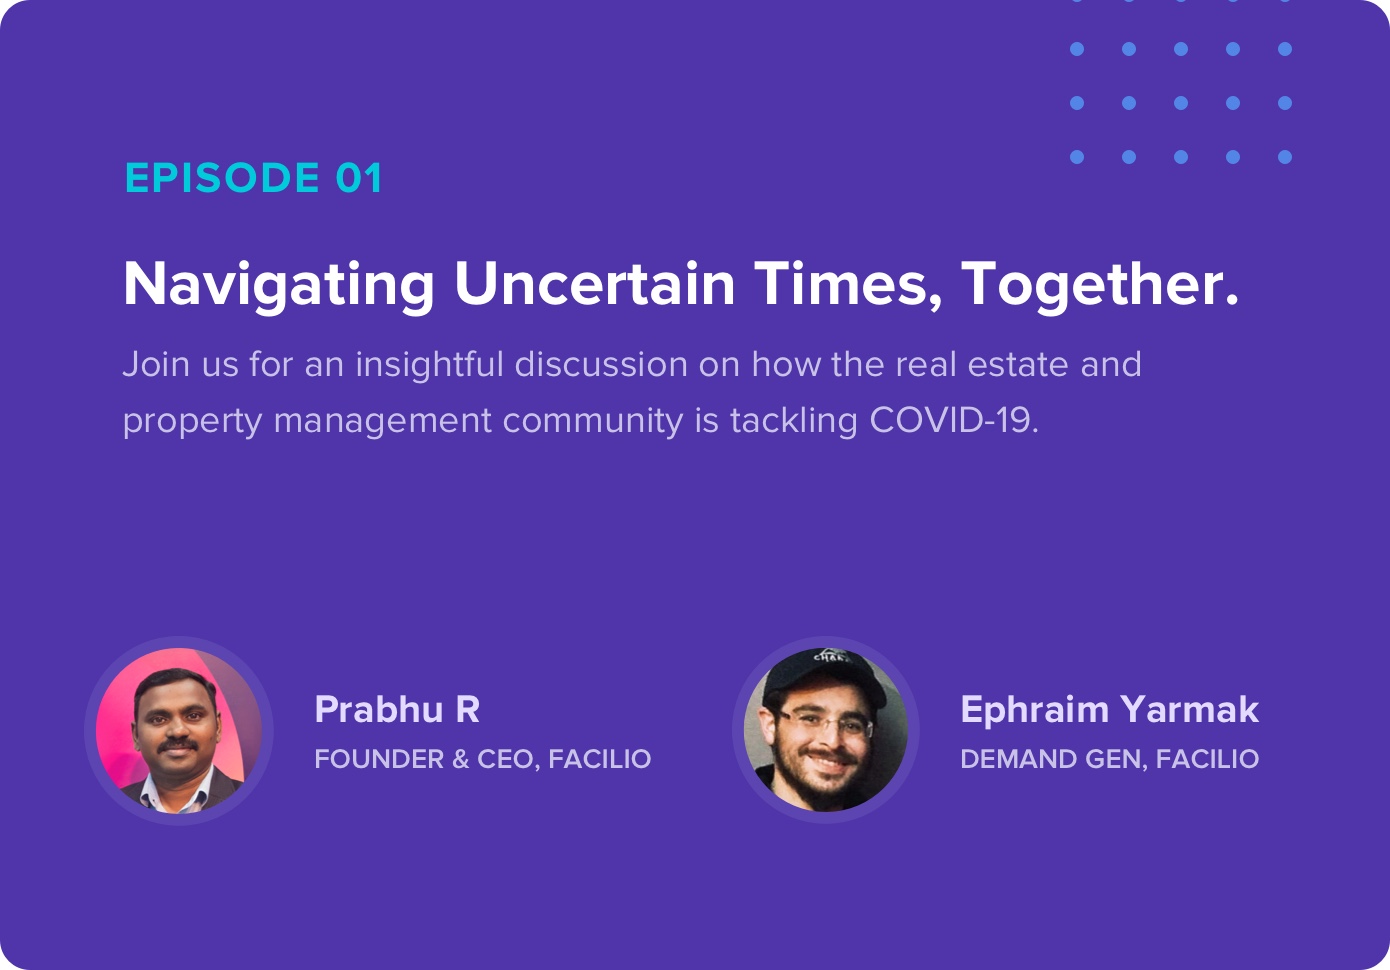 EPISODE 01
Navigating Uncertain Times, Together.
Join us for an insightful discussion on how the real estate and
property management community is tackling COVID-19.
Prabhu R
FOUNDER & CEO, FACILIO
Ephraim Yarmak
DEMAND GEN, FACILIO